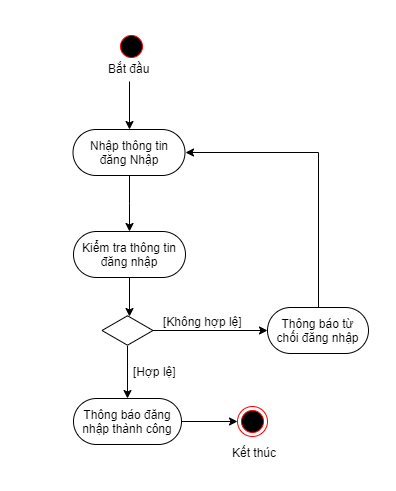 Bắt đầu
Nhập thông tin
đăng Nhập
Kiểm tra thông tin
đăng nhập
[Không hợp lệ]
Thông báo từ
chối đăng nhập
[Hợp lệ]
Thông báo đăng
nhập thành công
Kết thúc